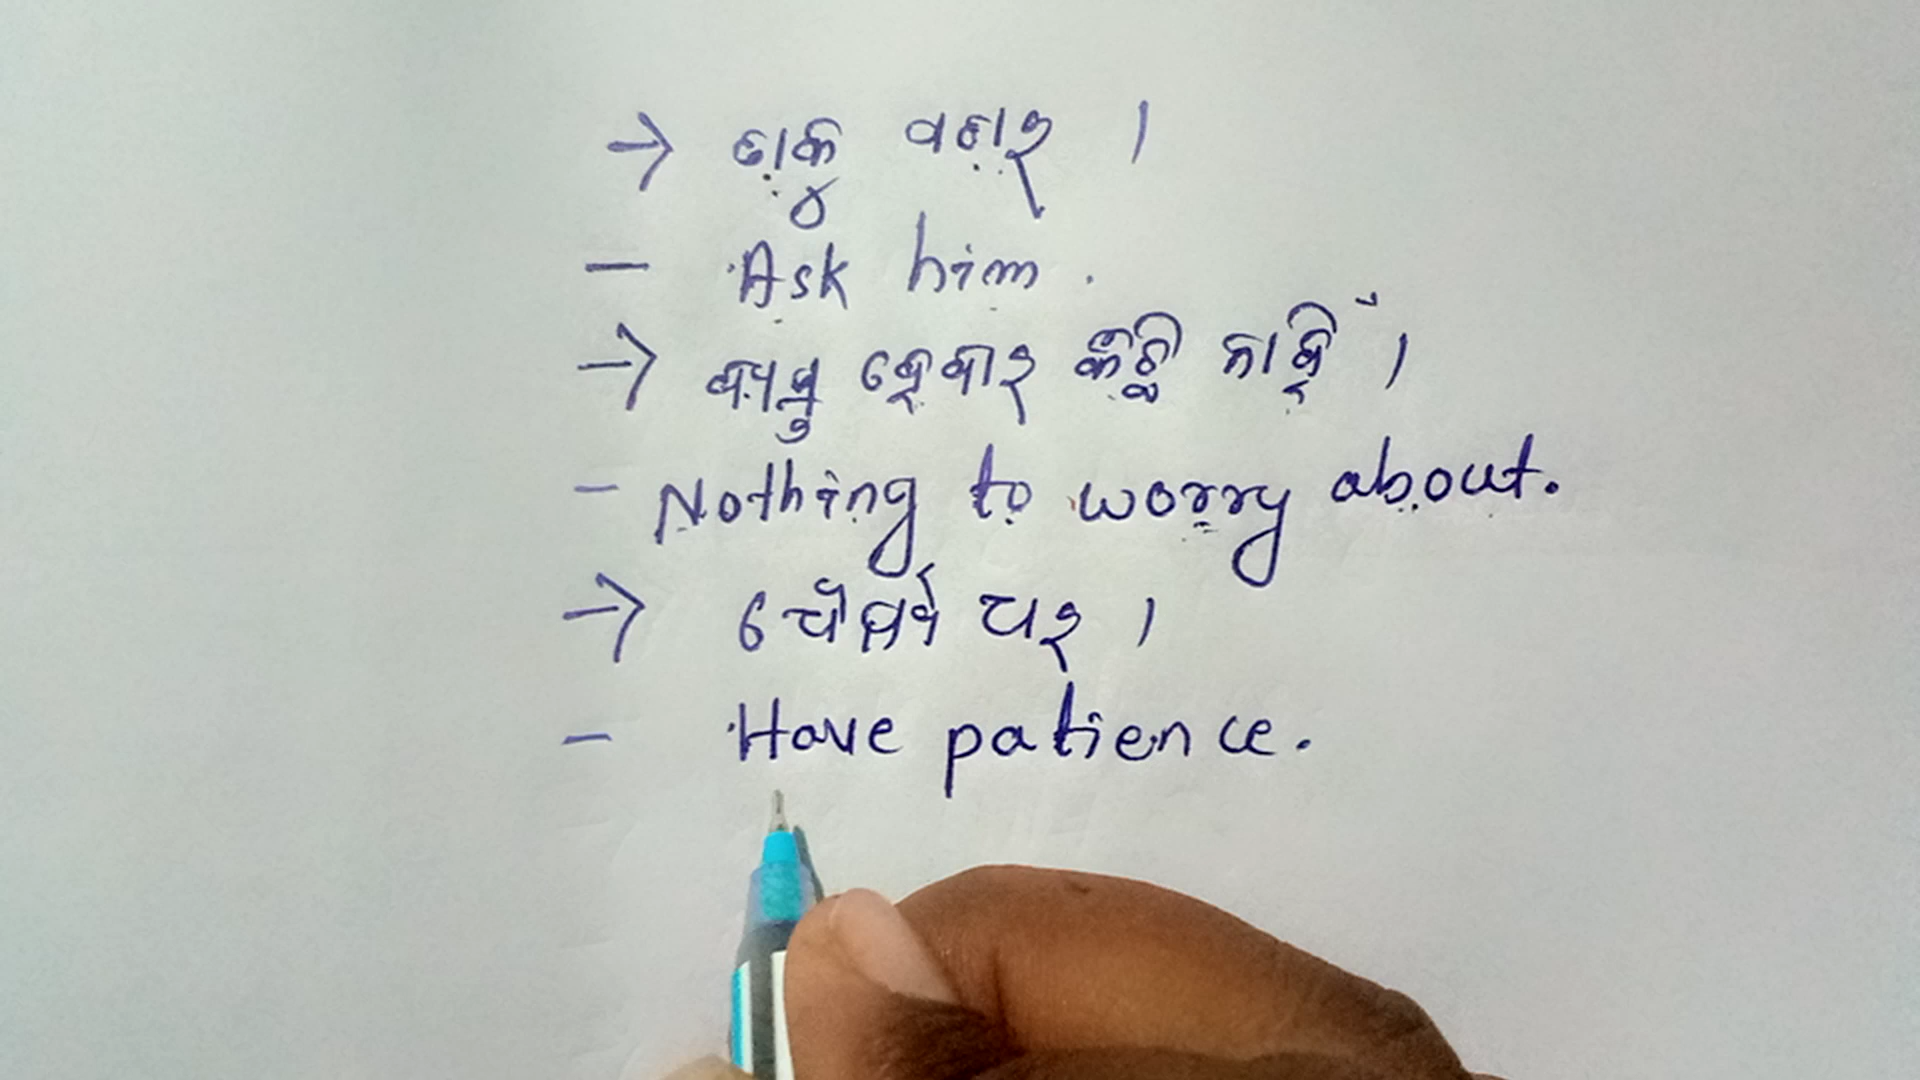 → ତାକୁ ପଚାର ।
– Ask him.
→ ବ୍ୟସ୍ତ ହେବାର କିଛି ନାହିଁ ।
– Nothing to worry about.
→ ଧୈର୍ଯ୍ୟ ଧର ।
– Have patience.